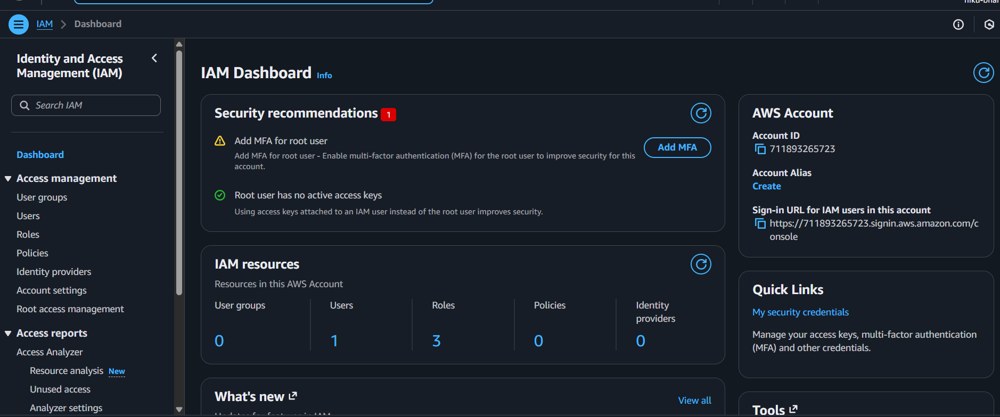 IAM
Dashboard
Identity and Access
Management (IAM)
Search IAM
Dashboard
Access management
User groups
Users
Roles
Policies
Identity providers
Account settings
Root access management
Access reports
Access Analyzer
Resource analysis New
Unused access
Analyzer settings
IAM Dashboard Info
Security recommendations 1
Add MFA for root user
Add MFA for root user - Enable multi-factor authentication (MFA) for the root user to improve security for this
account.
Add MFA
Root user has no active access keys
Using access keys attached to an IAM user instead of the root user improves security.
IAM resources
Resources in this AWS Account
User groups
0
Users
1
Roles
3
Policies
0
Identity
providers
0
What's new
View all
Updates for features in IAM
AWS Account
Account ID
711893265723
Account Alias
Create
Sign-in URL for IAM users in this account
https://711893265723.signin.aws.amazon.com/c
onsole
Quick Links
My security credentials
Manage your access keys, multi-factor authentication
(MFA) and other credentials.
Tools